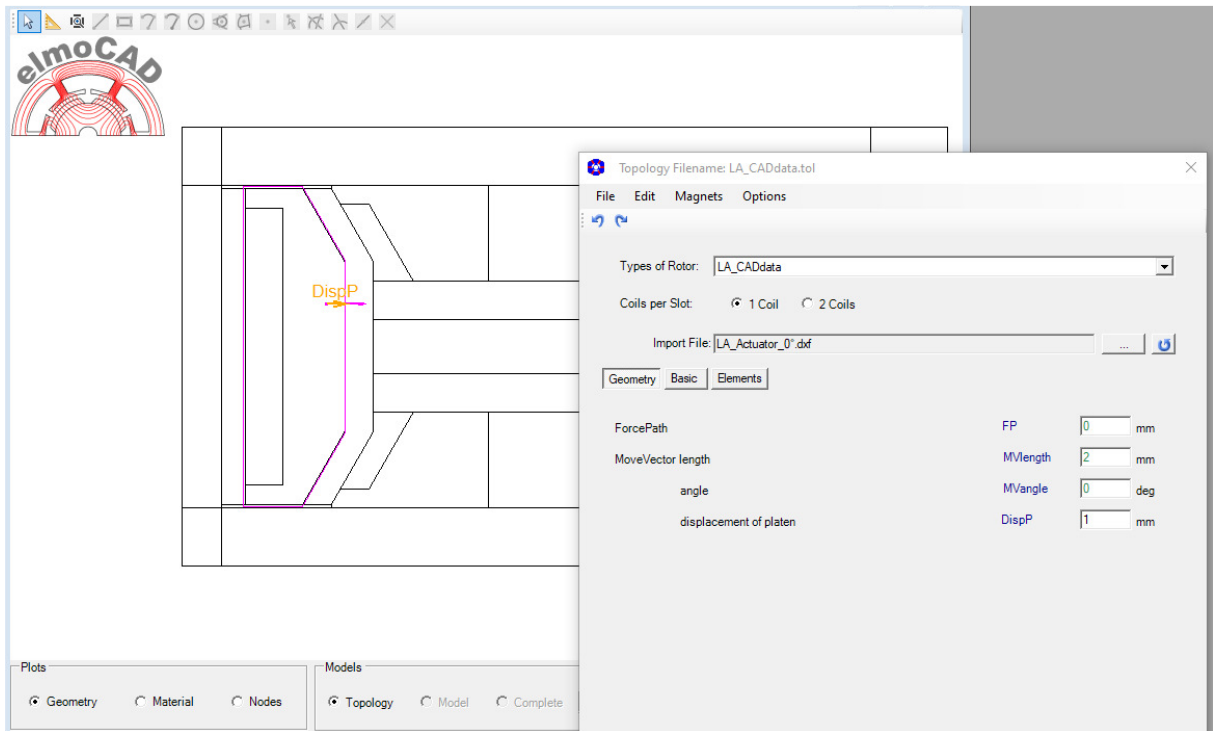 elmoCAD
DispP
Plots
Geometry Material Nodes
Models
Topology Model Complete
Topology Filename: LA_CADdata.tol
File Edit Magnets Options
Types of Rotor: LA_CADdata
Coils per Slot: 1 Coil 2 Coils
Import File: LA_Actuator_0°.dxf ...
Geometry Basic Elements
ForcePath FP 0 mm
MoveVector length MVlength 2 mm
angle MVangle 0 deg
displacement of platen DispP 1 mm